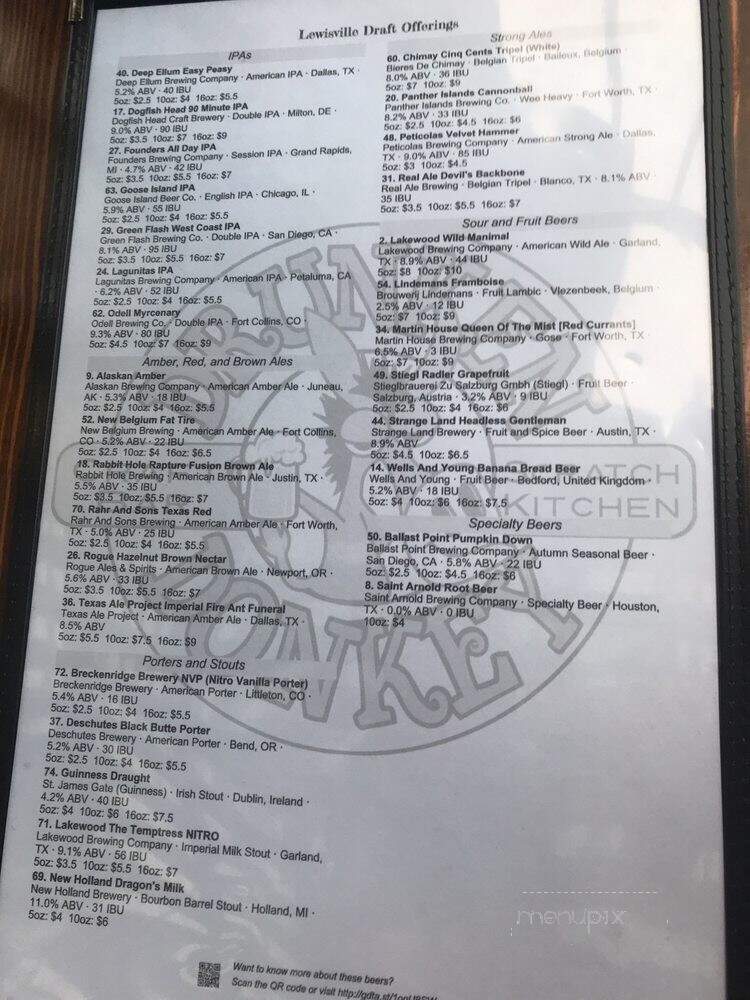 Lewisville Draft Offerings
IPAs
40. Deep Ellum Easy Peasy
Deep Ellum Brewing Company · American IPA · Dallas, TX ·
5.2% ABV · 40 IBU
5oz: $2.5 10oz: $4 16oz: $5.5
17. Dogfish Head 90 Minute IPA
Dogfish Head Craft Brewery · Double IPA · Milton, DE ·
9.0% ABV · 90 IBU
5oz: $3.5 10oz: $7 16oz: $9
27. Founders All Day IPA
Founders Brewing Company · Session IPA · Grand Rapids,
MI · 4.7% ABV · 42 IBU
5oz: $3.5 10oz: $5.5 16oz: $7
63. Goose Island IPA
Goose Island Beer Co. · English IPA · Chicago, IL ·
5.9% ABV · 55 IBU
5oz: $2.5 10oz: $4 16oz: $5.5
29. Green Flash West Coast IPA
Green Flash Brewing Co. · Double IPA · San Diego, CA ·
8.1% ABV · 95 IBU
5oz: $3.5 10oz: $5.5 16oz: $7
24. Lagunitas IPA
Lagunitas Brewing Company · American IPA · Petaluma, CA
· 6.2% ABV · 52 IBU
5oz: $2.5 10oz: $4 16oz: $5.5
62. Odell Myrcenary
Odell Brewing Co. · Double IPA · Fort Collins, CO ·
9.3% ABV · 80 IBU
5oz: $4.5 10oz: $7 16oz: $9
Amber, Red, and Brown Ales
9. Alaskan Amber
Alaskan Brewing Company · American Amber Ale · Juneau,
AK · 5.3% ABV · 18 IBU
5oz: $2.5 10oz: $4 16oz: $5.5
52. New Belgium Fat Tire
New Belgium Brewing · American Amber Ale · Fort Collins,
CO · 5.2% ABV · 22 IBU
5oz: $2.5 10oz: $4 16oz: $6.5
18. Rabbit Hole Rapture Fusion Brown Ale
Rabbit Hole Brewing · American Brown Ale · Justin, TX ·
5.5% ABV · 35 IBU
5oz: $3.5 10oz: $5.5 16oz: $7
70. Rahr And Sons Texas Red
Rahr And Sons Brewing · American Amber Ale · Fort Worth,
TX · 5.0% ABV · 25 IBU
5oz: $2.5 10oz: $4 16oz: $5.5
26. Rogue Hazelnut Brown Nectar
Rogue Ales & Spirits · American Brown Ale · Newport, OR ·
5.6% ABV · 33 IBU
5oz: $3.5 10oz: $5.5 16oz: $7
36. Texas Ale Project Imperial Fire Ant Funeral
Texas Ale Project · American Amber Ale · Dallas, TX ·
8.5% ABV
5oz: $5.5 10oz: $7.5 16oz: $9
Porters and Stouts
72. Breckenridge Brewery NVP (Nitro Vanilla Porter)
Breckenridge Brewery · American Porter · Littleton, CO ·
5.4% ABV · 16 IBU
5oz: $2.5 10oz: $4 16oz: $5.5
37. Deschutes Black Butte Porter
Deschutes Brewery · American Porter · Bend, OR ·
5.2% ABV · 30 IBU
5oz: $2.5 10oz: $4 16oz: $5.5
74. Guinness Draught
St. James Gate (Guinness) · Irish Stout · Dublin, Ireland ·
4.2% ABV · 40 IBU
5oz: $4 10oz: $6 16oz: $7.5
71. Lakewood The Temptress NITRO
Lakewood Brewing Company · Imperial Milk Stout · Garland,
TX · 9.1% ABV · 56 IBU
5oz: $3.5 10oz: $5.5 16oz: $7
69. New Holland Dragon's Milk
New Holland Brewery · Bourbon Barrel Stout · Holland, MI ·
11.0% ABV · 31 IBU
5oz: $4 10oz: $6
Strong Ales
60. Chimay Cinq Cents Tripel (White)
Bieres De Chimay · Belgian Tripel · Baileux, Belgium ·
8.0% ABV · 36 IBU
5oz: $7 10oz: $9
20. Panther Islands Cannonball
Panther Islands Brewing Co. · Wee Heavy · Fort Worth, TX ·
8.2% ABV · 33 IBU
5oz: $2.5 10oz: $4.5 16oz: $6
48. Peticolas Velvet Hammer
Peticolas Brewing Company · American Strong Ale · Dallas,
TX · 9.0% ABV · 85 IBU
5oz: $3 10oz: $4.5
31. Real Ale Devil's Backbone
Real Ale Brewing · Belgian Tripel · Blanco, TX · 8.1% ABV ·
35 IBU
5oz: $3.5 10oz: $5.5 16oz: $7
Sour and Fruit Beers
2. Lakewood Wild Manimal
Lakewood Brewing Company · American Wild Ale · Garland,
TX · 8.9% ABV · 44 IBU
5oz: $8 10oz: $10
54. Lindemans Framboise
Brouwerij Lindemans · Fruit Lambic · Vlezenbeek, Belgium ·
2.5% ABV · 12 IBU
5oz: $7 10oz: $9
34. Martin House Queen Of The Mist [Red Currants]
Martin House Brewing Company · Gose · Fort Worth, TX ·
6.5% ABV · 3 IBU
5oz: $7 10oz: $9
49. Stiegl Radler Grapefruit
Stieglbrauerei Zu Salzburg Gmbh (Stiegl) · Fruit Beer ·
Salzburg, Austria · 3.2% ABV · 9 IBU
5oz: $2.5 10oz: $4 16oz: $6
44. Strange Land Headless Gentleman
Strange Land Brewery · Fruit and Spice Beer · Austin, TX ·
8.9% ABV
5oz: $4.5 10oz: $6.5
14. Wells And Young Banana Bread Beer
Wells And Young · Fruit Beer · Bedford, United Kingdom ·
5.2% ABV · 18 IBU
5oz: $4 10oz: $6 16oz: $7.5
Specialty Beers
50. Ballast Point Pumpkin Down
Ballast Point Brewing Company · Autumn Seasonal Beer ·
San Diego, CA · 5.8% ABV · 22 IBU
5oz: $2.5 10oz: $4.5 16oz: $6
8. Saint Arnold Root Beer
Saint Arnold Brewing Company · Specialty Beer · Houston,
TX · 0.0% ABV · 0 IBU
10oz: $4
DRUNKEN
KITCHEN
DONKEY
Want to know more about these beers?
Scan the QR code or visit
menupix